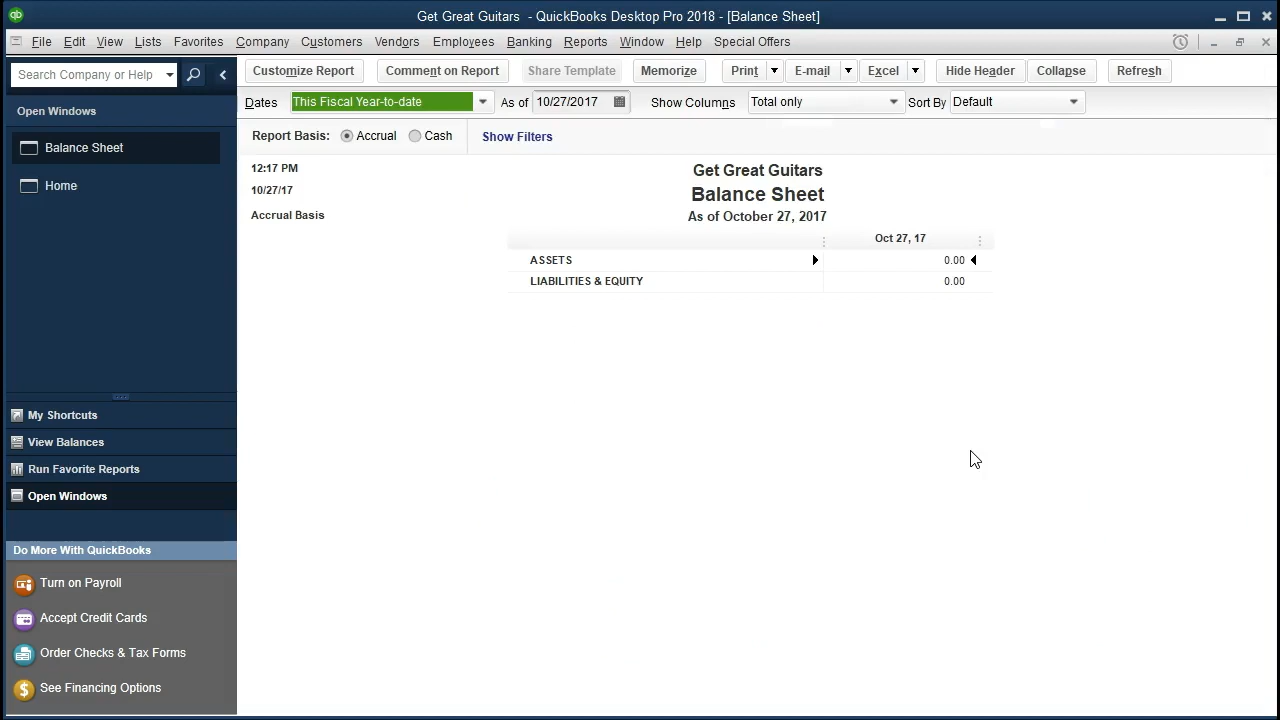 qb Get Great Guitars - QuickBooks Desktop Pro 2018 - [Balance Sheet]
File Edit View Lists Favorites Company Customers Vendors Employees Banking Reports Window Help Special Offers
Search Company or Help
Customize Report Comment on Report Share Template Memorize Print E-mail Excel Hide Header Collapse Refresh
Dates This Fiscal Year-to-date As of 10/27/2017 Show Columns Total only Sort By Default
Report Basis: Accrual Cash Show Filters
Open Windows
Balance Sheet
Home
My Shortcuts
View Balances
Run Favorite Reports
Open Windows
Do More With QuickBooks
Turn on Payroll
Accept Credit Cards
Order Checks & Tax Forms
See Financing Options
12:17 PM
10/27/17
Accrual Basis
Get Great Guitars
Balance Sheet
As of October 27, 2017
Oct 27, 17
ASSETS 0.00
LIABILITIES & EQUITY 0.00